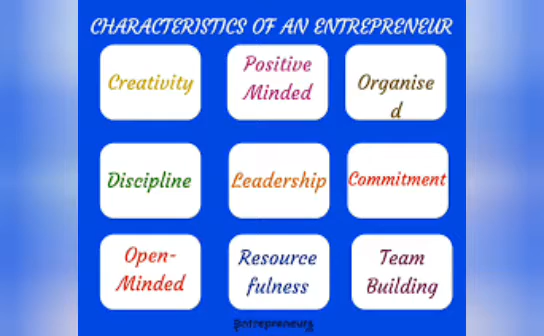 CHARACTERISTICS OF AN ENTREPRENEUR
Creativity
Positive
Minded
Organise
d
Discipline
Leadership
Commitment
Open-
Minded
Resource
fulness
Team
Building